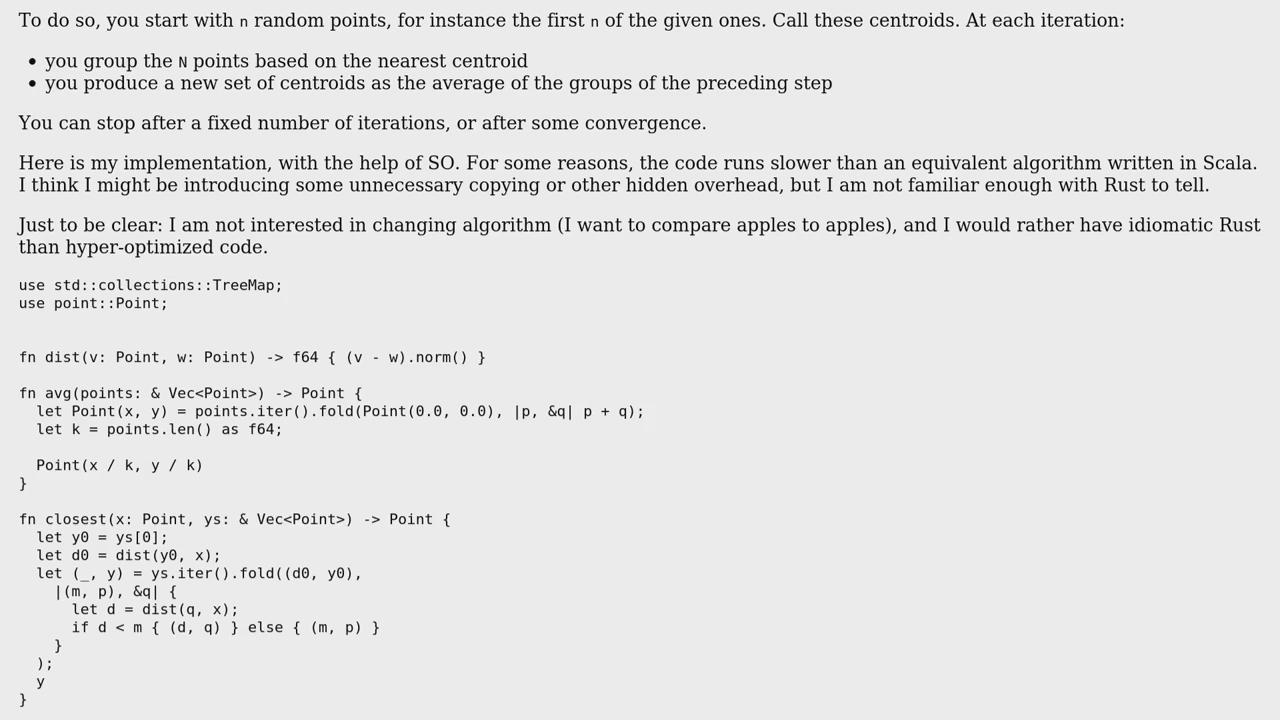 To do so, you start with n random points, for instance the first n of the given ones. Call these centroids. At each iteration:
• you group the N points based on the nearest centroid
• you produce a new set of centroids as the average of the groups of the preceding step
You can stop after a fixed number of iterations, or after some convergence.
Here is my implementation, with the help of SO. For some reasons, the code runs slower than an equivalent algorithm written in Scala.
I think I might be introducing some unnecessary copying or other hidden overhead, but I am not familiar enough with Rust to tell.
Just to be clear: I am not interested in changing algorithm (I want to compare apples to apples), and I would rather have idiomatic Rust
than hyper-optimized code.
use std::collections::TreeMap;
use point::Point;
fn dist(v: Point, w: Point) -> f64 { (v - w).norm() }
fn avg(points: & Vec<Point>) -> Point {
  let Point(x, y) = points.iter().fold(Point(0.0, 0.0), |p, &q| p + q);
  let k = points.len() as f64;
  Point(x / k, y / k)
}
fn closest(x: Point, ys: & Vec<Point>) -> Point {
  let y0 = ys[0];
  let d0 = dist(y0, x);
  let (_, y) = ys.iter().fold((d0, y0),
    |(m, p), &q| {
      let d = dist(q, x);
      if d < m { (d, q) } else { (m, p) }
    }
  );
  y
}